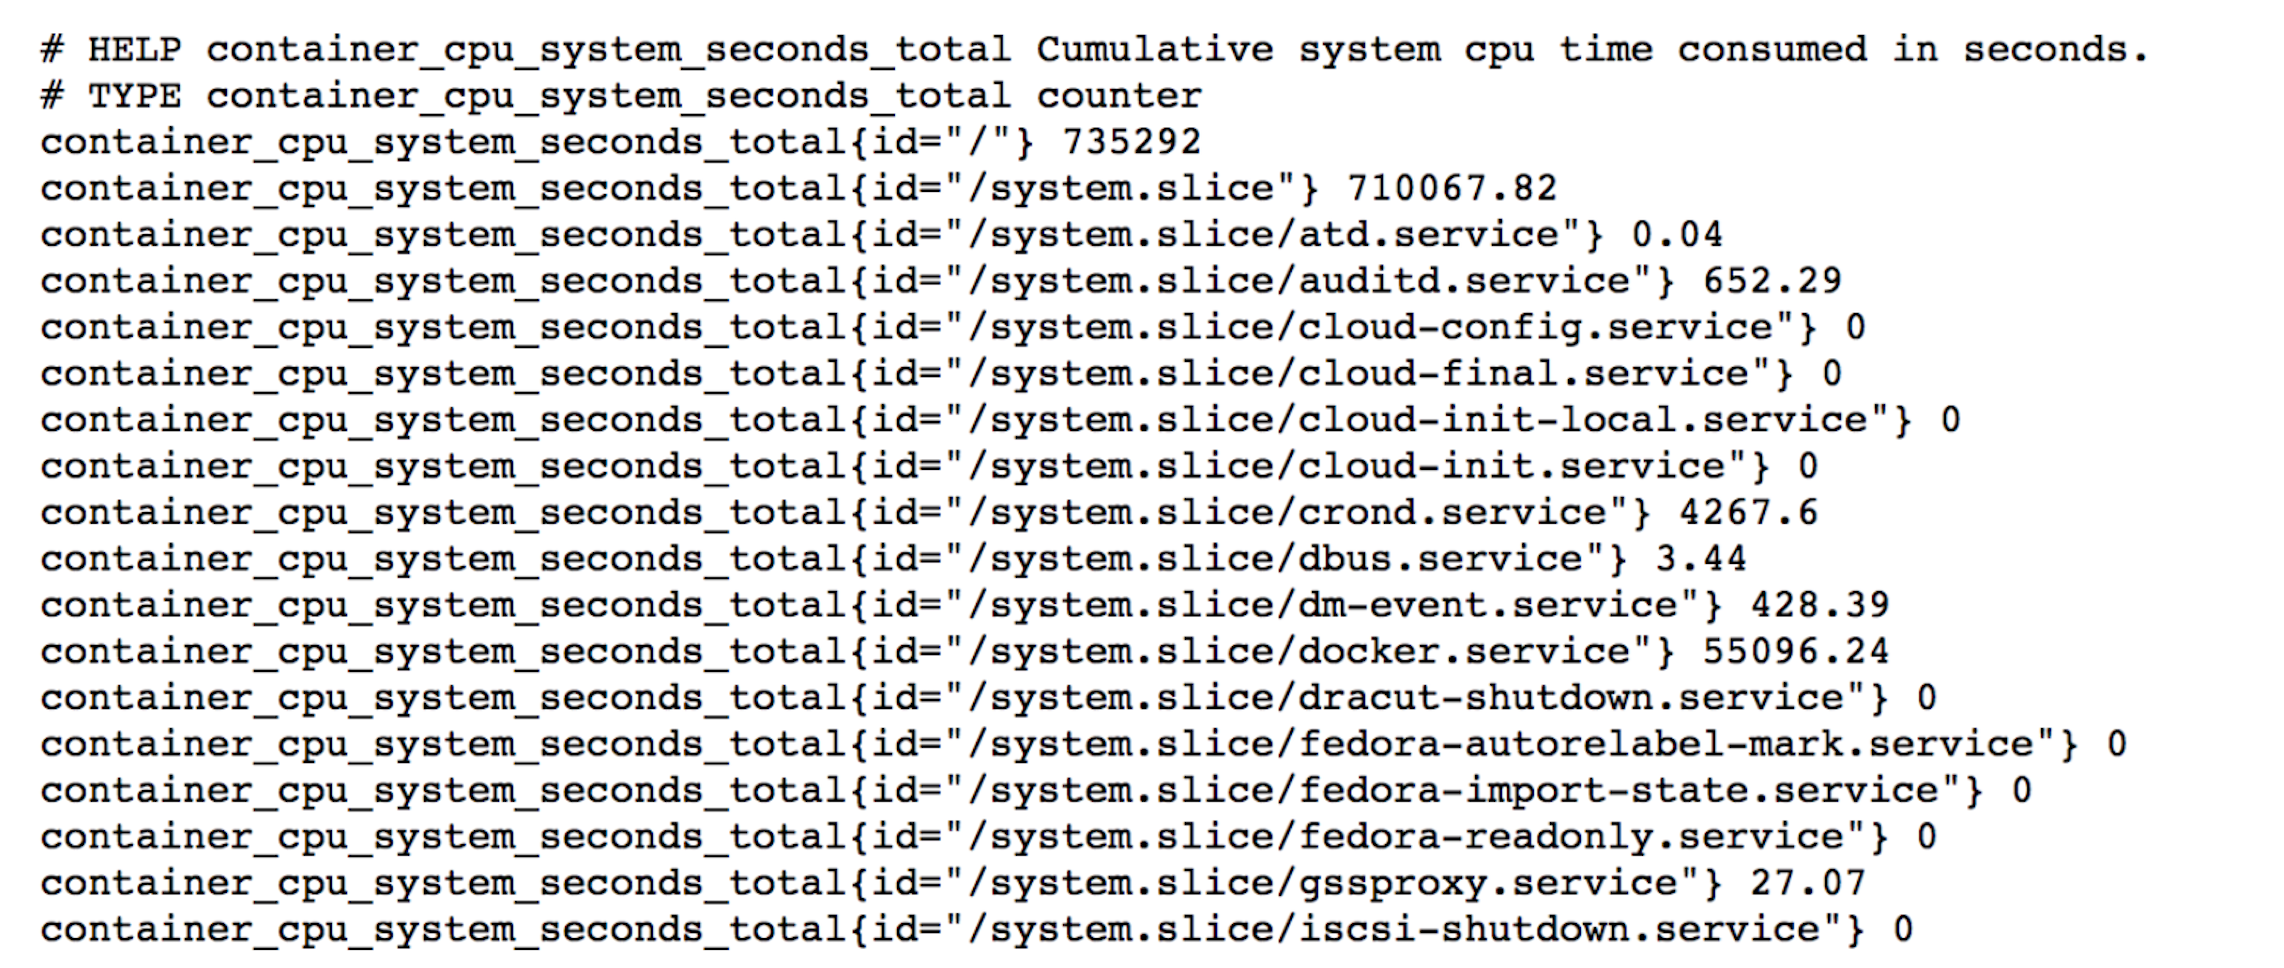 # HELP container_cpu_system_seconds_total Cumulative system cpu time consumed in seconds.
# TYPE container_cpu_system_seconds_total counter
container_cpu_system_seconds_total{id="/"} 735292
container_cpu_system_seconds_total{id="/system.slice"} 710067.82
container_cpu_system_seconds_total{id="/system.slice/atd.service"} 0.04
container_cpu_system_seconds_total{id="/system.slice/auditd.service"} 652.29
container_cpu_system_seconds_total{id="/system.slice/cloud-config.service"} 0
container_cpu_system_seconds_total{id="/system.slice/cloud-final.service"} 0
container_cpu_system_seconds_total{id="/system.slice/cloud-init-local.service"} 0
container_cpu_system_seconds_total{id="/system.slice/cloud-init.service"} 0
container_cpu_system_seconds_total{id="/system.slice/crond.service"} 4267.6
container_cpu_system_seconds_total{id="/system.slice/dbus.service"} 3.44
container_cpu_system_seconds_total{id="/system.slice/dm-event.service"} 428.39
container_cpu_system_seconds_total{id="/system.slice/docker.service"} 55096.24
container_cpu_system_seconds_total{id="/system.slice/dracut-shutdown.service"} 0
container_cpu_system_seconds_total{id="/system.slice/fedora-autorelabel-mark.service"} 0
container_cpu_system_seconds_total{id="/system.slice/fedora-import-state.service"} 0
container_cpu_system_seconds_total{id="/system.slice/fedora-readonly.service"} 0
container_cpu_system_seconds_total{id="/system.slice/gssproxy.service"} 27.07
container_cpu_system_seconds_total{id="/system.slice/iscsi-shutdown.service"} 0